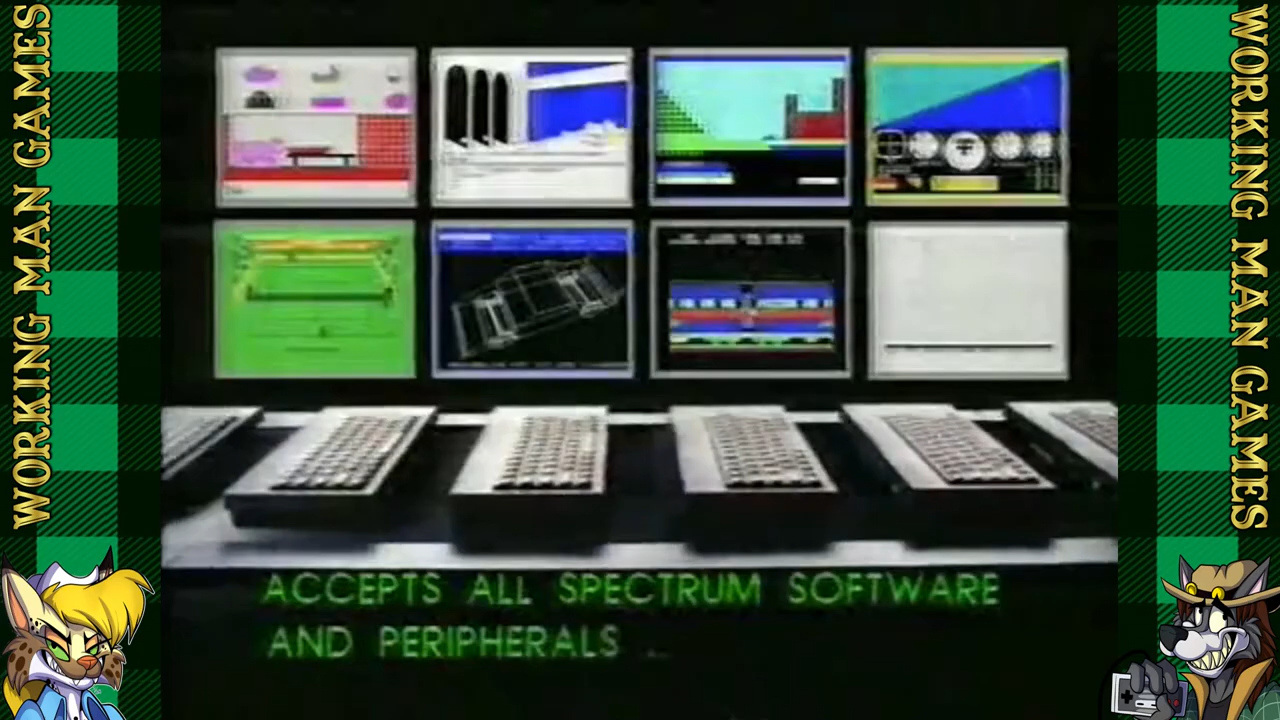 WORKING MAN GAMES
ACCEPTS ALL SPECTRUM SOFTWARE
AND PERIPHERALS ...
WORKING MAN GAMES